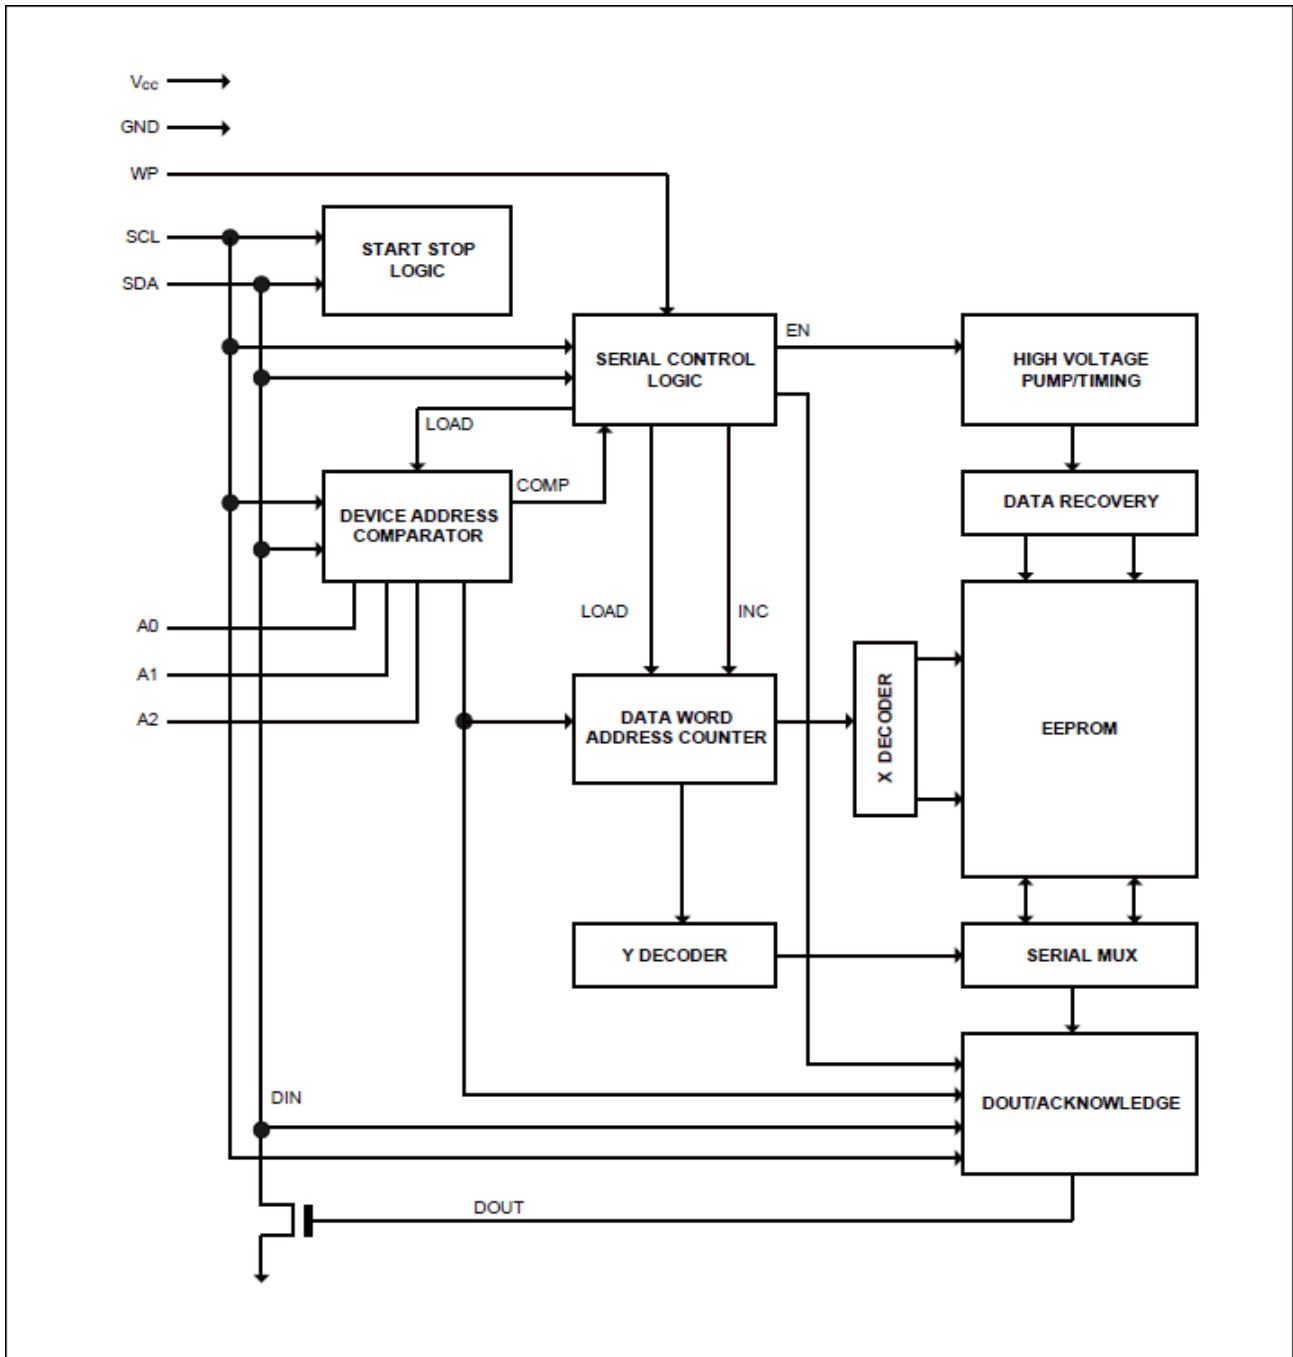 Vcc
GND
WP
SCL
SDA
START STOP
LOGIC
EN
SERIAL CONTROL
LOGIC
HIGH VOLTAGE
PUMP/TIMING
LOAD
COMP
DEVICE ADDRESS
COMPARATOR
DATA RECOVERY
A0
A1
A2
LOAD
INC
DATA WORD
ADDRESS COUNTER
X DECODER
EEPROM
Y DECODER
SERIAL MUX
DIN
DOUT/ACKNOWLEDGE
DOUT